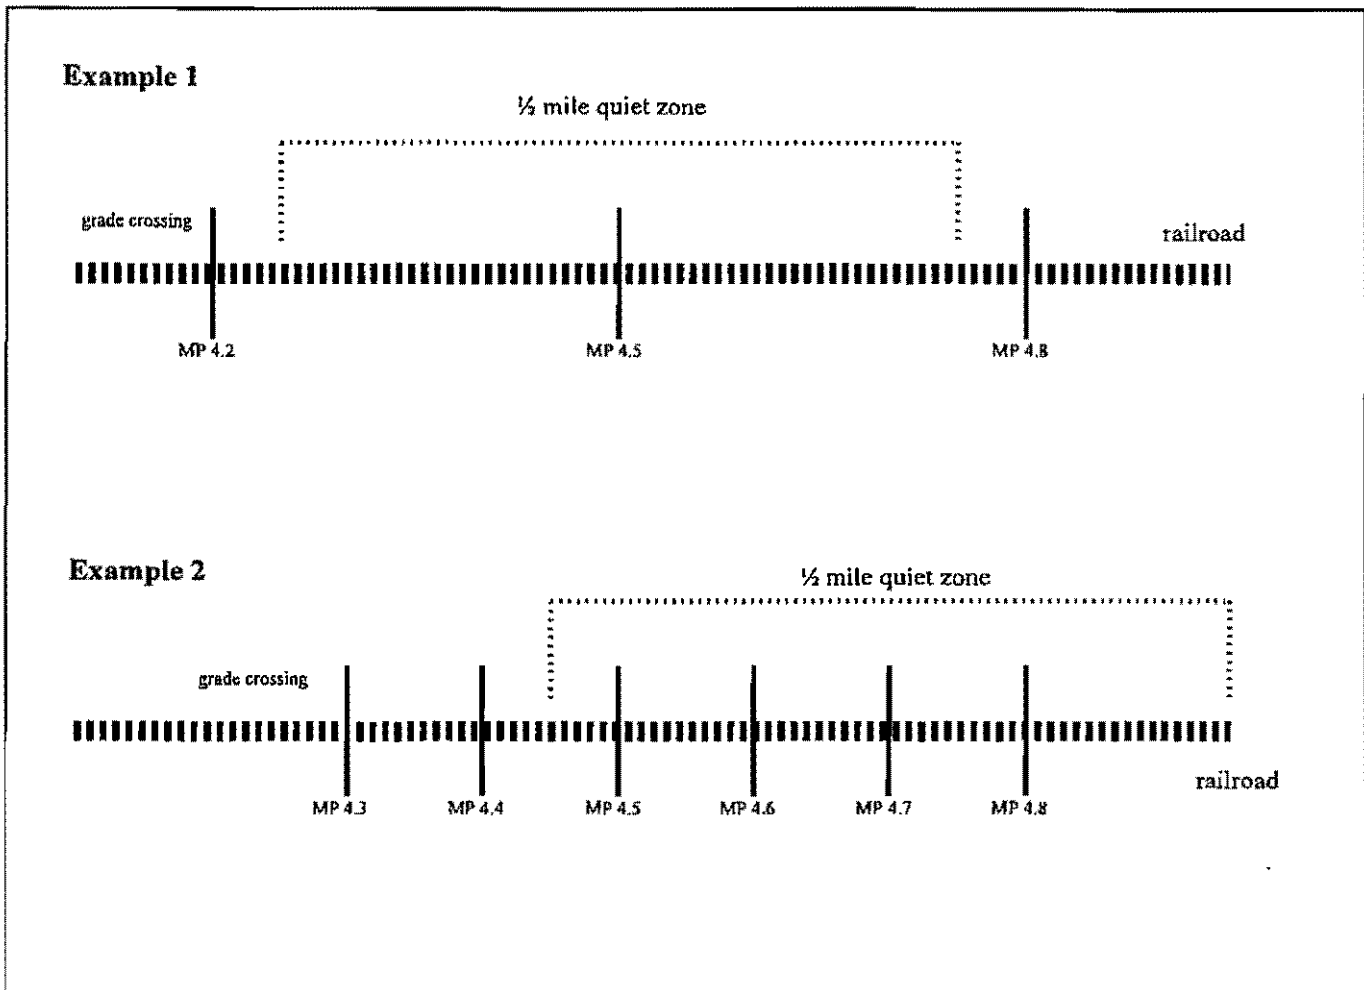 Example 1
½ mile quiet zone
grade crossing
railroad
MP 4.2
MP 4.5
MP 4.8
Example 2
½ mile quiet zone
grade crossing
railroad
MP 4.3
MP 4.4
MP 4.5
MP 4.6
MP 4.7
MP 4.8